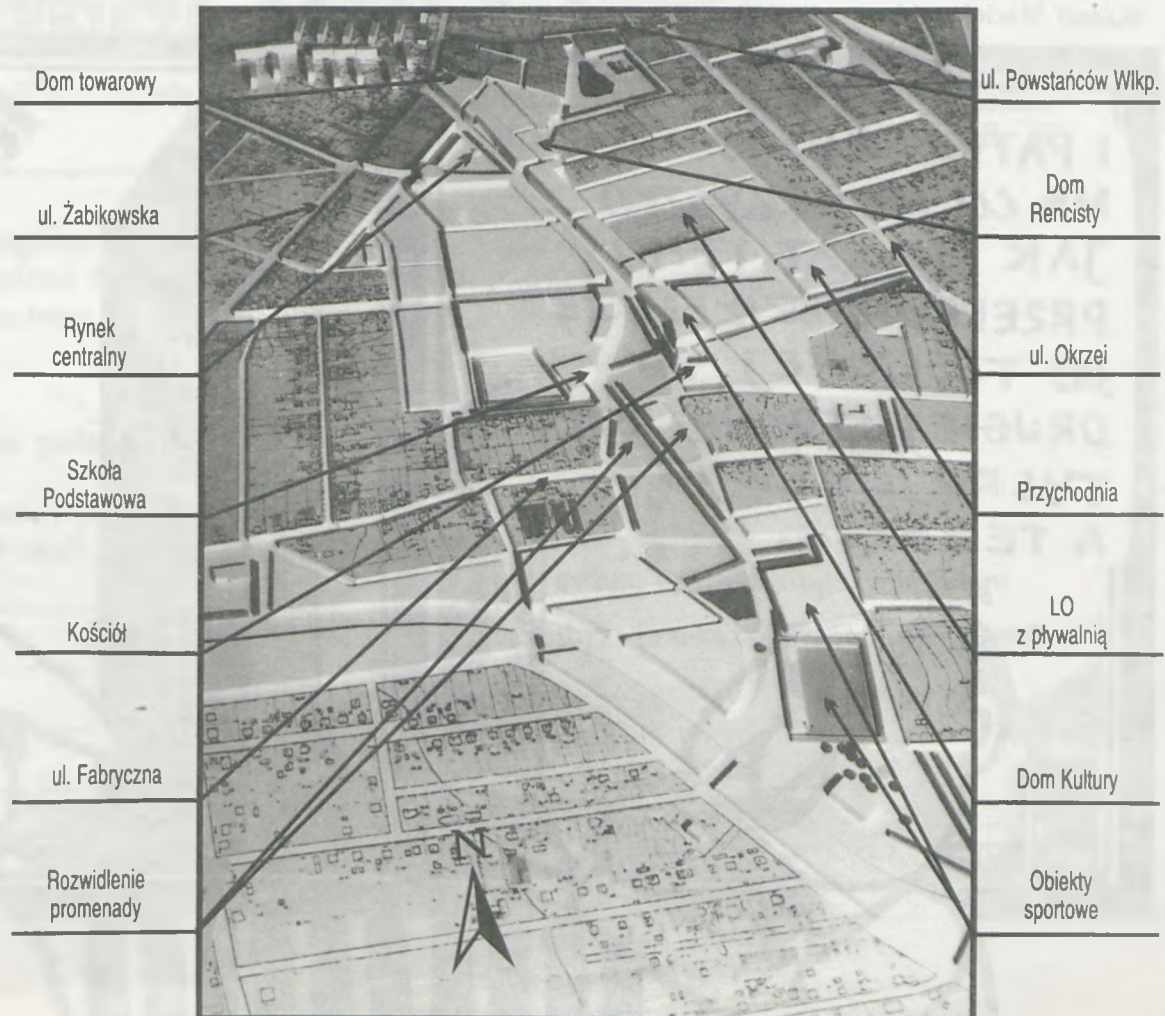 Dom towarowy
ul. Żabikowska
Rynek
centralny
Szkoła
Podstawowa
Kościół
ul. Fabryczna
Rozwidlenie
promenady
N
ul. Powstańców Wlkp.
Dom
Rencisty
ul. Okrzei
Przychodnia
LO
z pływalnią
Dom Kultury
Obiekty
sportowe